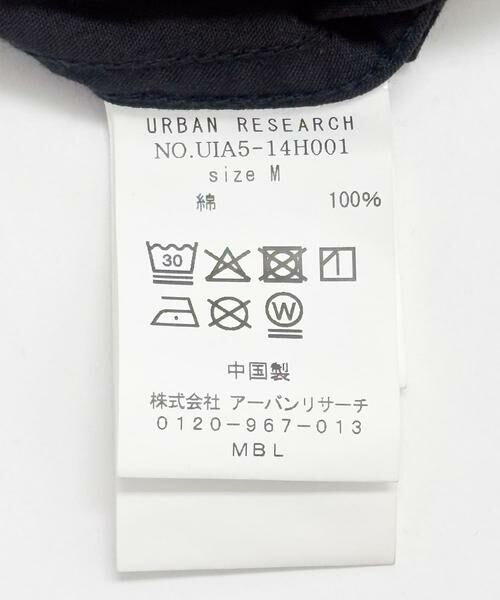 URBAN RESEARCH
NO.UIA5-14H001
size M
綿 100%
30
W
中国製
株式会社 アーバンリサーチ
0120-967-013
MBL